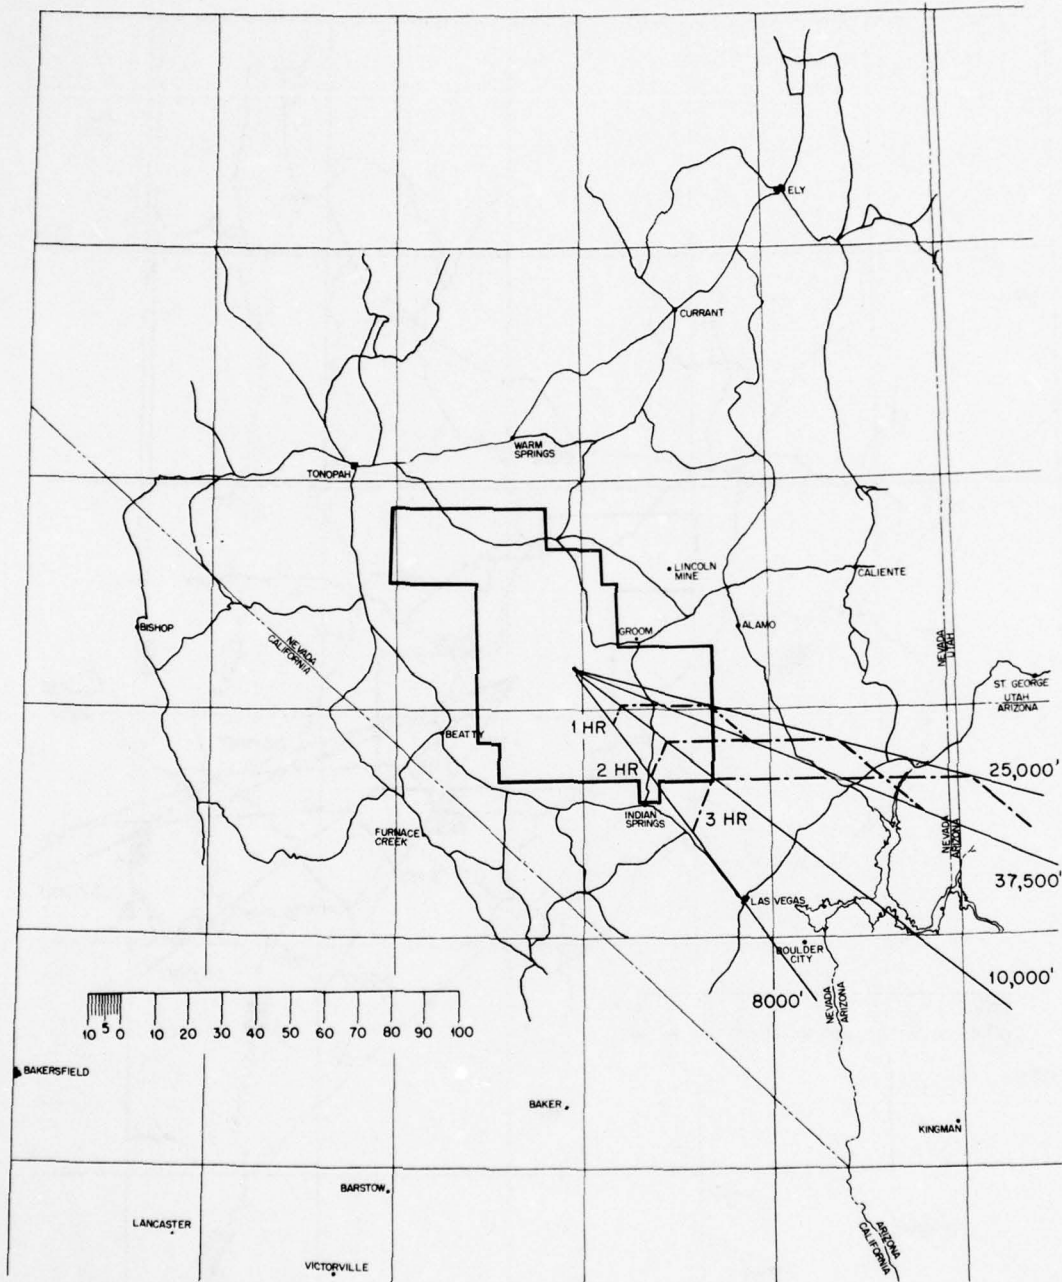 ELY
CURRANT
WARM
SPRINGS
TONOPAH
LINCOLN
MINE
CALIENTE
BISHOP
NEVADA
CALIFORNIA
GROOM
ALAMO
NEVADA
UTAH
ST. GEORGE
UTAH
ARIZONA
1 HR
BEATTY
2 HR
25,000'
INDIAN
SPRINGS
3 HR
FURNACE
CREEK
NEVADA
ARIZONA
37,500'
LAS VEGAS
BOULDER
CITY
10,000'
8000'
NEVADA
ARIZONA
10 5 0 10 20 30 40 50 60 70 80 90 100
BAKERSFIELD
BAKER
KINGMAN
BARSTOW
LANCASTER
ARIZONA
CALIFORNIA
VICTORVILLE